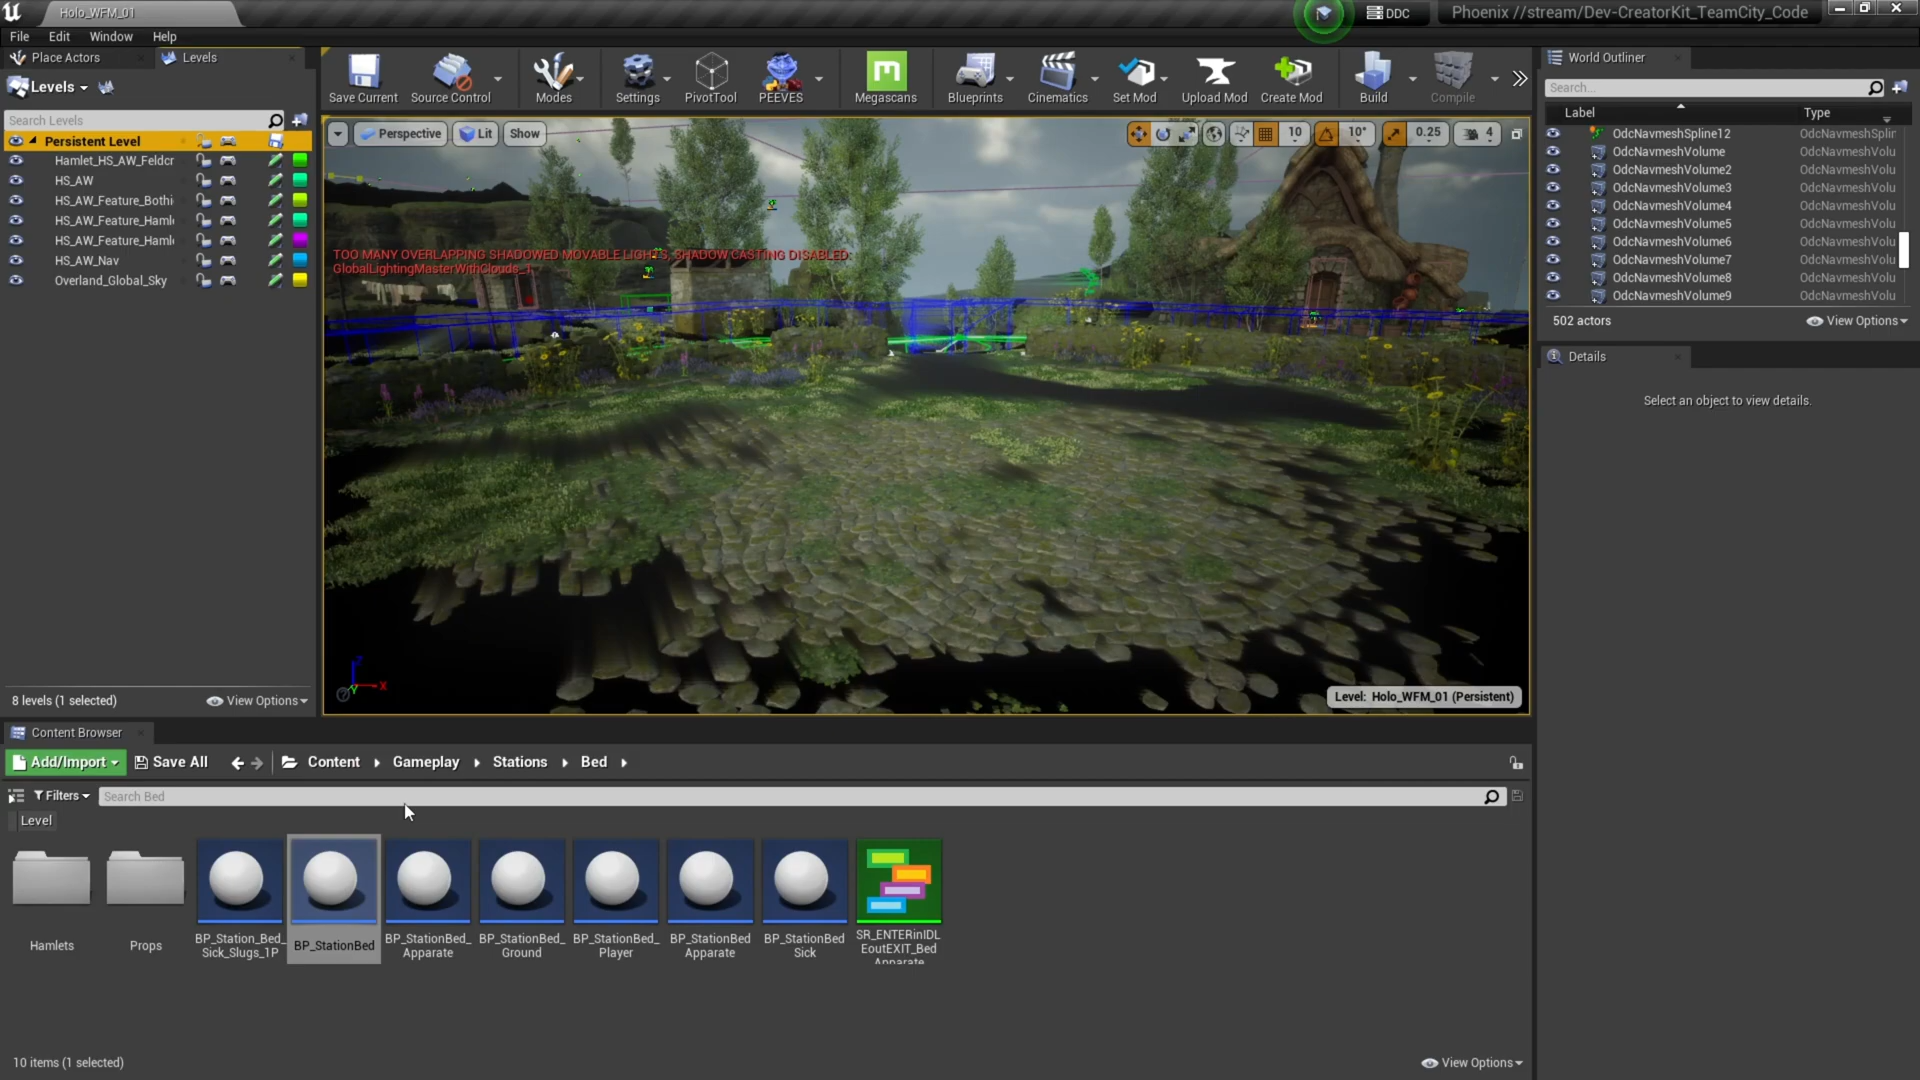 Holo_WFM_01
DDC
Phoenix //stream/Dev-CreatorKit_TeamCity_Code
File Edit Window Help
Place Actors
Levels
Levels
Search Levels
Persistent Level
Hamlet_HS_AW_Feldcr
HS_AW
HS_AW_Feature_Bothi
HS_AW_Feature_Haml
HS_AW_Feature_Haml
HS_AW_Nav
Overland_Global_Sky
8 levels (1 selected)
View Options
Save Current
Source Control
Modes
Settings
PivotTool
PEEVES
Megascans
Blueprints
Cinematics
Set Mod
Upload Mod
Create Mod
Build
Compile
Perspective
Lit
Show
10
10°
0.25
4
TOO MANY OVERLAPPING SHADOWED MOVABLE LIGHTS, SHADOW CASTING DISABLED:
GlobalLightingMasterWithClouds_1
X
Level: Holo_WFM_01 (Persistent)
World Outliner
Search...
Label Type
OdcNavmeshSpline12 OdcNavmeshSplin
OdcNavmeshVolume OdcNavmeshVolu
OdcNavmeshVolume2 OdcNavmeshVolu
OdcNavmeshVolume3 OdcNavmeshVolu
OdcNavmeshVolume4 OdcNavmeshVolu
OdcNavmeshVolume5 OdcNavmeshVolu
OdcNavmeshVolume6 OdcNavmeshVolu
OdcNavmeshVolume7 OdcNavmeshVolu
OdcNavmeshVolume8 OdcNavmeshVolu
OdcNavmeshVolume9 OdcNavmeshVolu
502 actors
View Options
Details
Select an object to view details.
Content Browser
Add/Import
Save All
Content
Gameplay
Stations
Bed
Filters
Search Bed
Level
Hamlets
Props
BP_Station_Bed_
Sick_Slugs_1P
BP_StationBed
BP_StationBed_
Apparate
BP_StationBed_
Ground
BP_StationBed_
Player
BP_StationBed
Apparate
BP_StationBed
Sick
SR_ENTERinIDL
EoutEXIT_Bed
Apparate
10 items (1 selected)
View Options